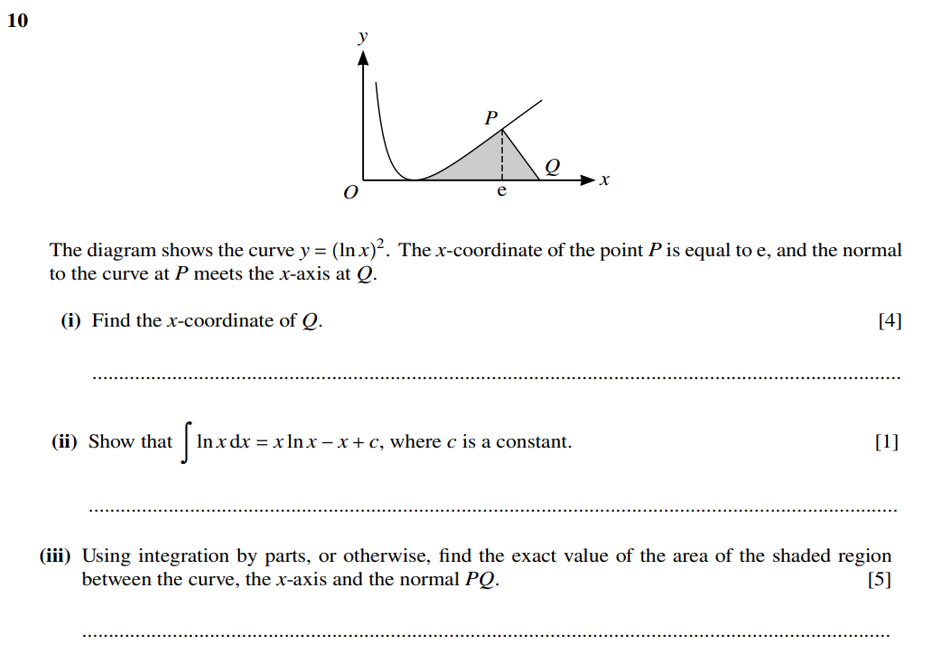 10
y
P
Q
x
O
e
The diagram shows the curve y = (ln x)². The x-coordinate of the point P is equal to e, and the normal
to the curve at P meets the x-axis at Q.
(i) Find the x-coordinate of Q. [4]
(ii) Show that ∫ ln x dx = x ln x − x + c, where c is a constant. [1]
(iii) Using integration by parts, or otherwise, find the exact value of the area of the shaded region
between the curve, the x-axis and the normal PQ. [5]